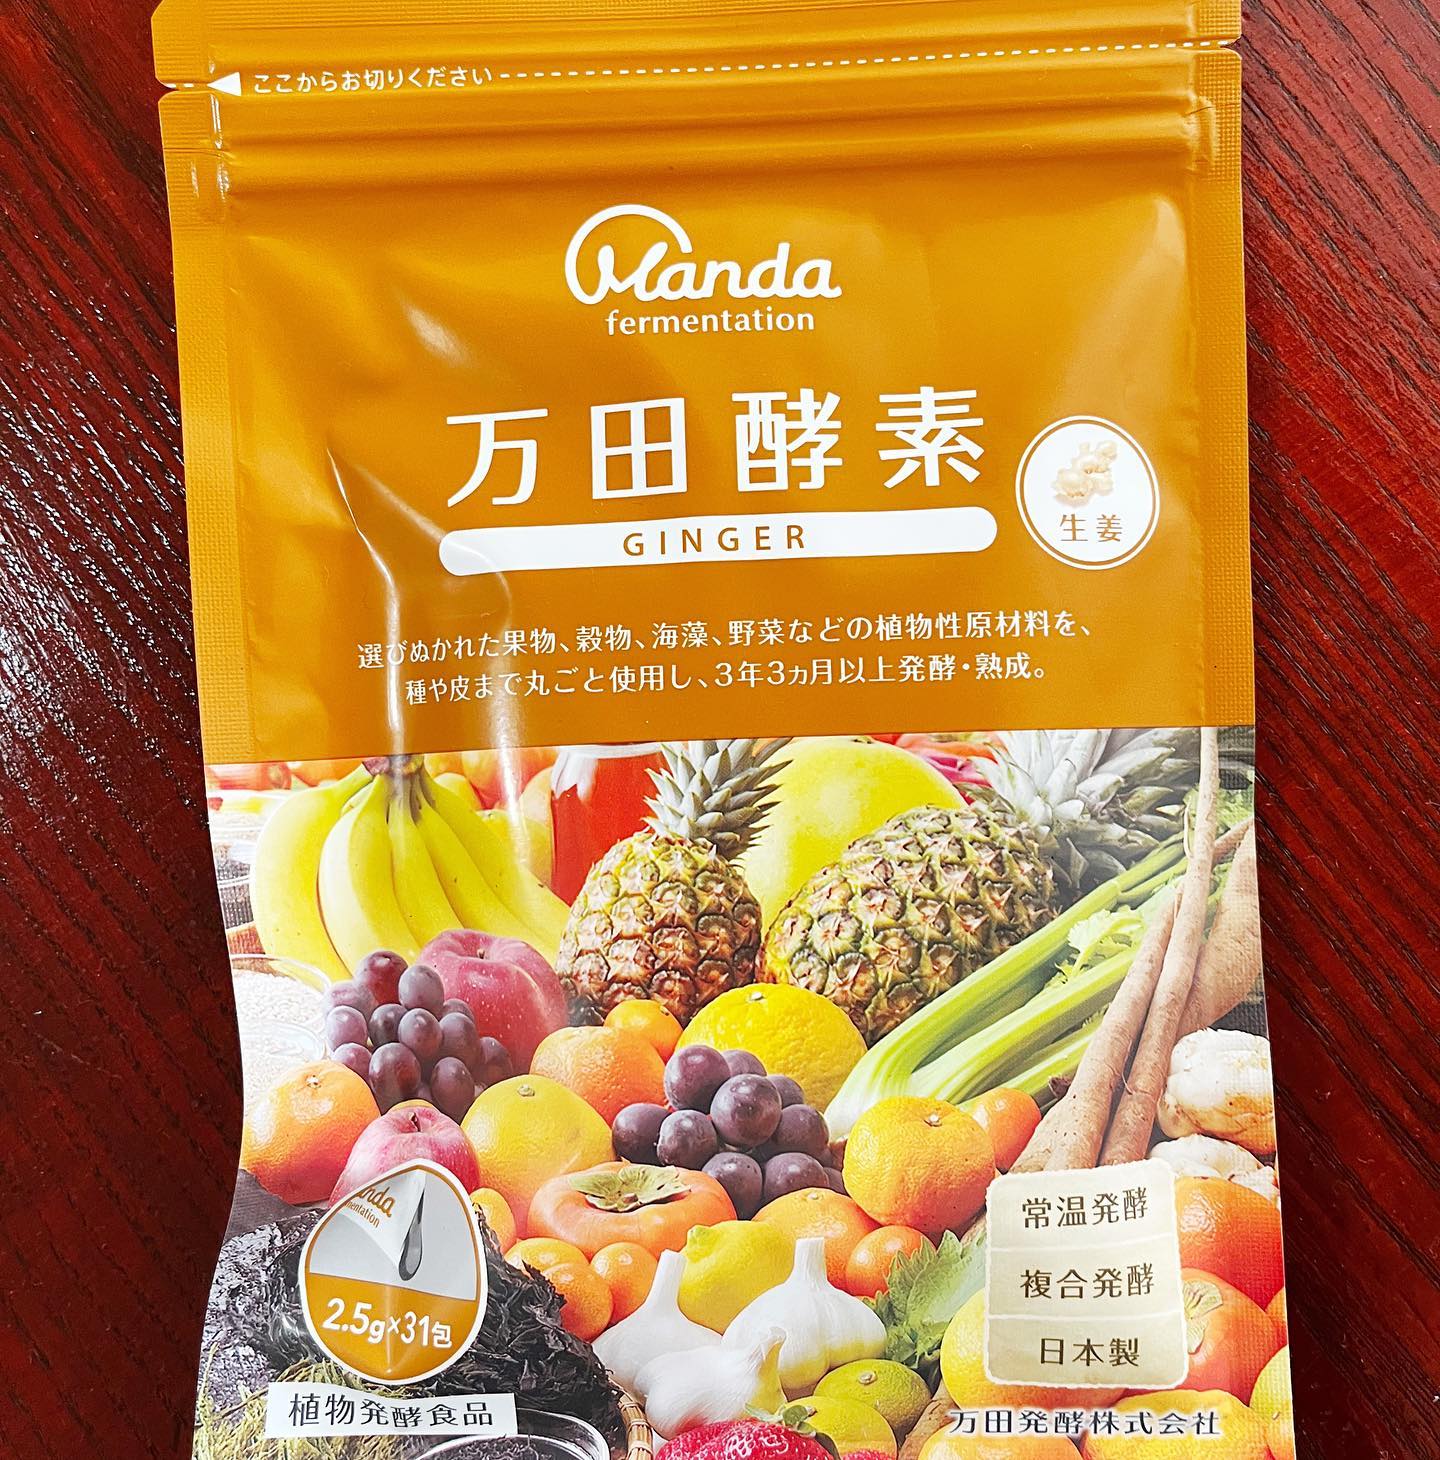 ここからお切りください
Manda
fermentation
万田酵素
GINGER
生姜
選びぬかれた果物、穀物、海藻、野菜などの植物性原材料を、
種や皮まで丸ごと使用し、3年3ヵ月以上発酵・熟成。
anda
mentation
2.5g×31包
植物発酵食品
常温発酵
複合発酵
日本製
万田発酵株式会社